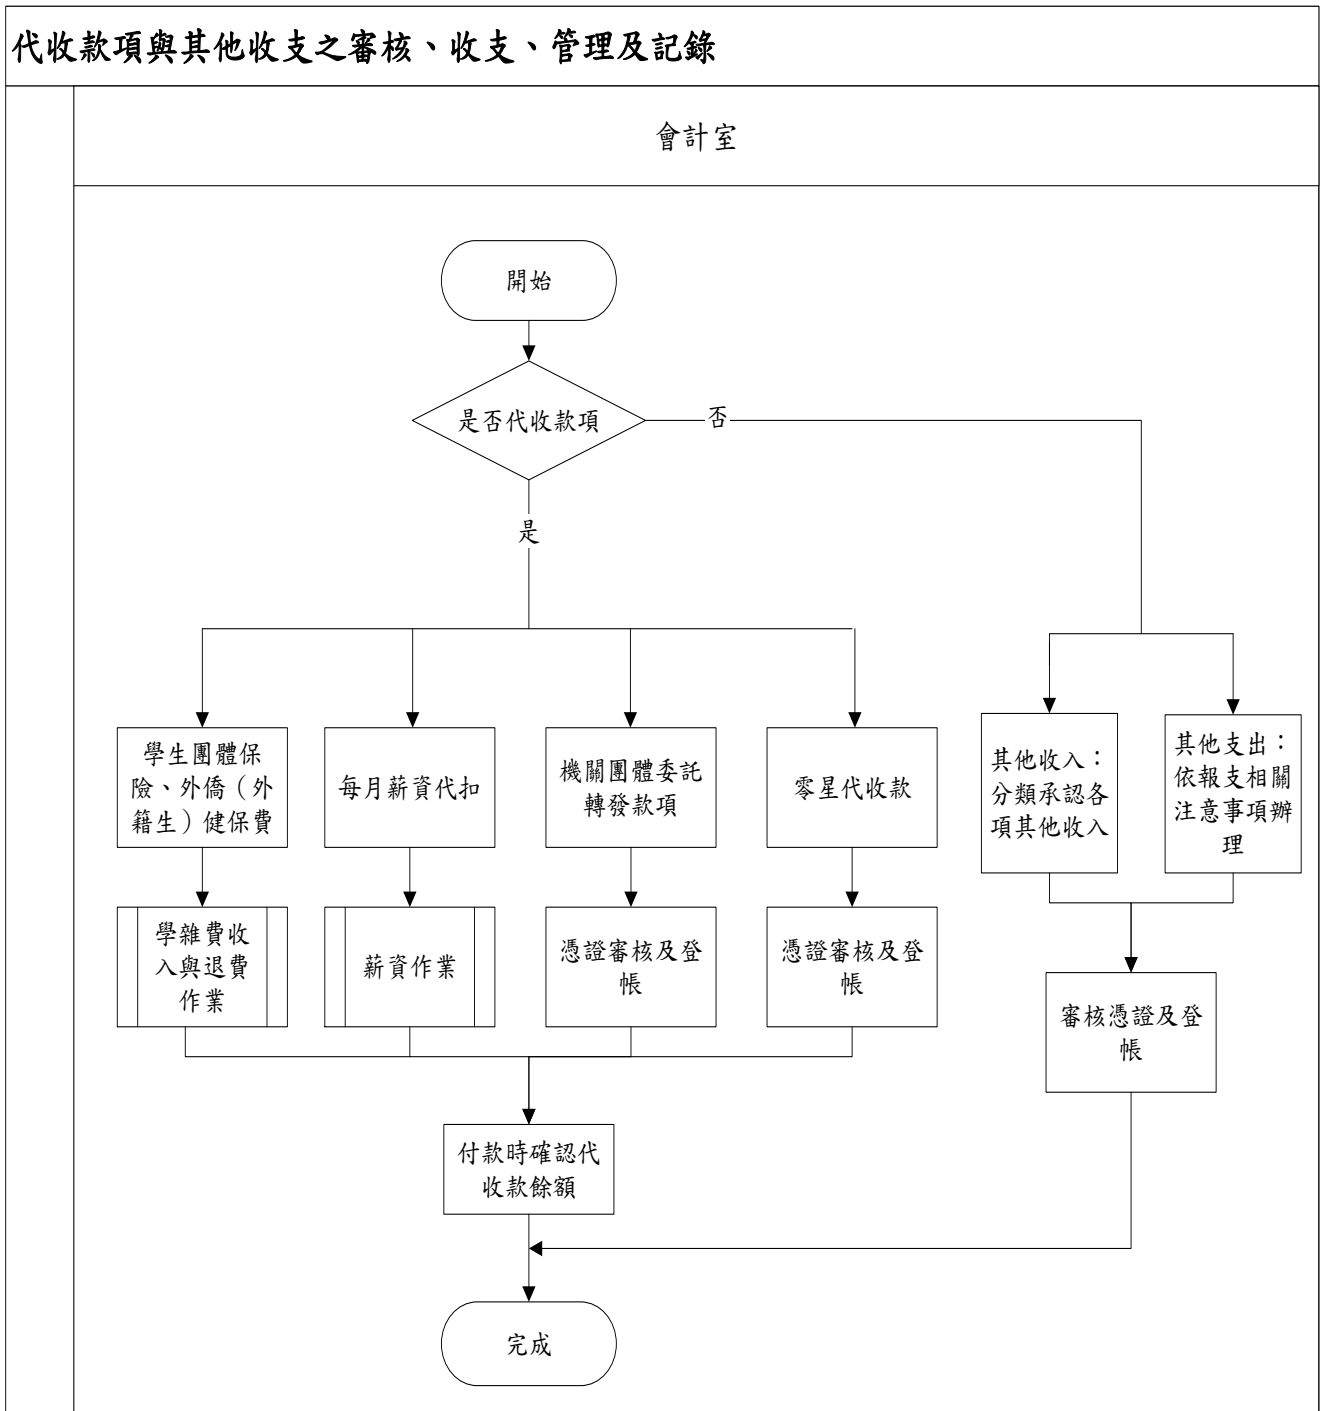 代收款項與其他收支之審核、收支、管理及記錄
會計室
開始
是否代收款項
否
是
學生團體保
險、外僑（外
籍生）健保費
每月薪資代扣
機關團體委託
轉發款項
零星代收款
其他收入：
分類承認各
項其他收入
其他支出：
依報支相關
注意事項辦
理
學雜費收
入與退費
作業
薪資作業
憑證審核及登
帳
憑證審核及登
帳
審核憑證及登
帳
付款時確認代
收款餘額
完成